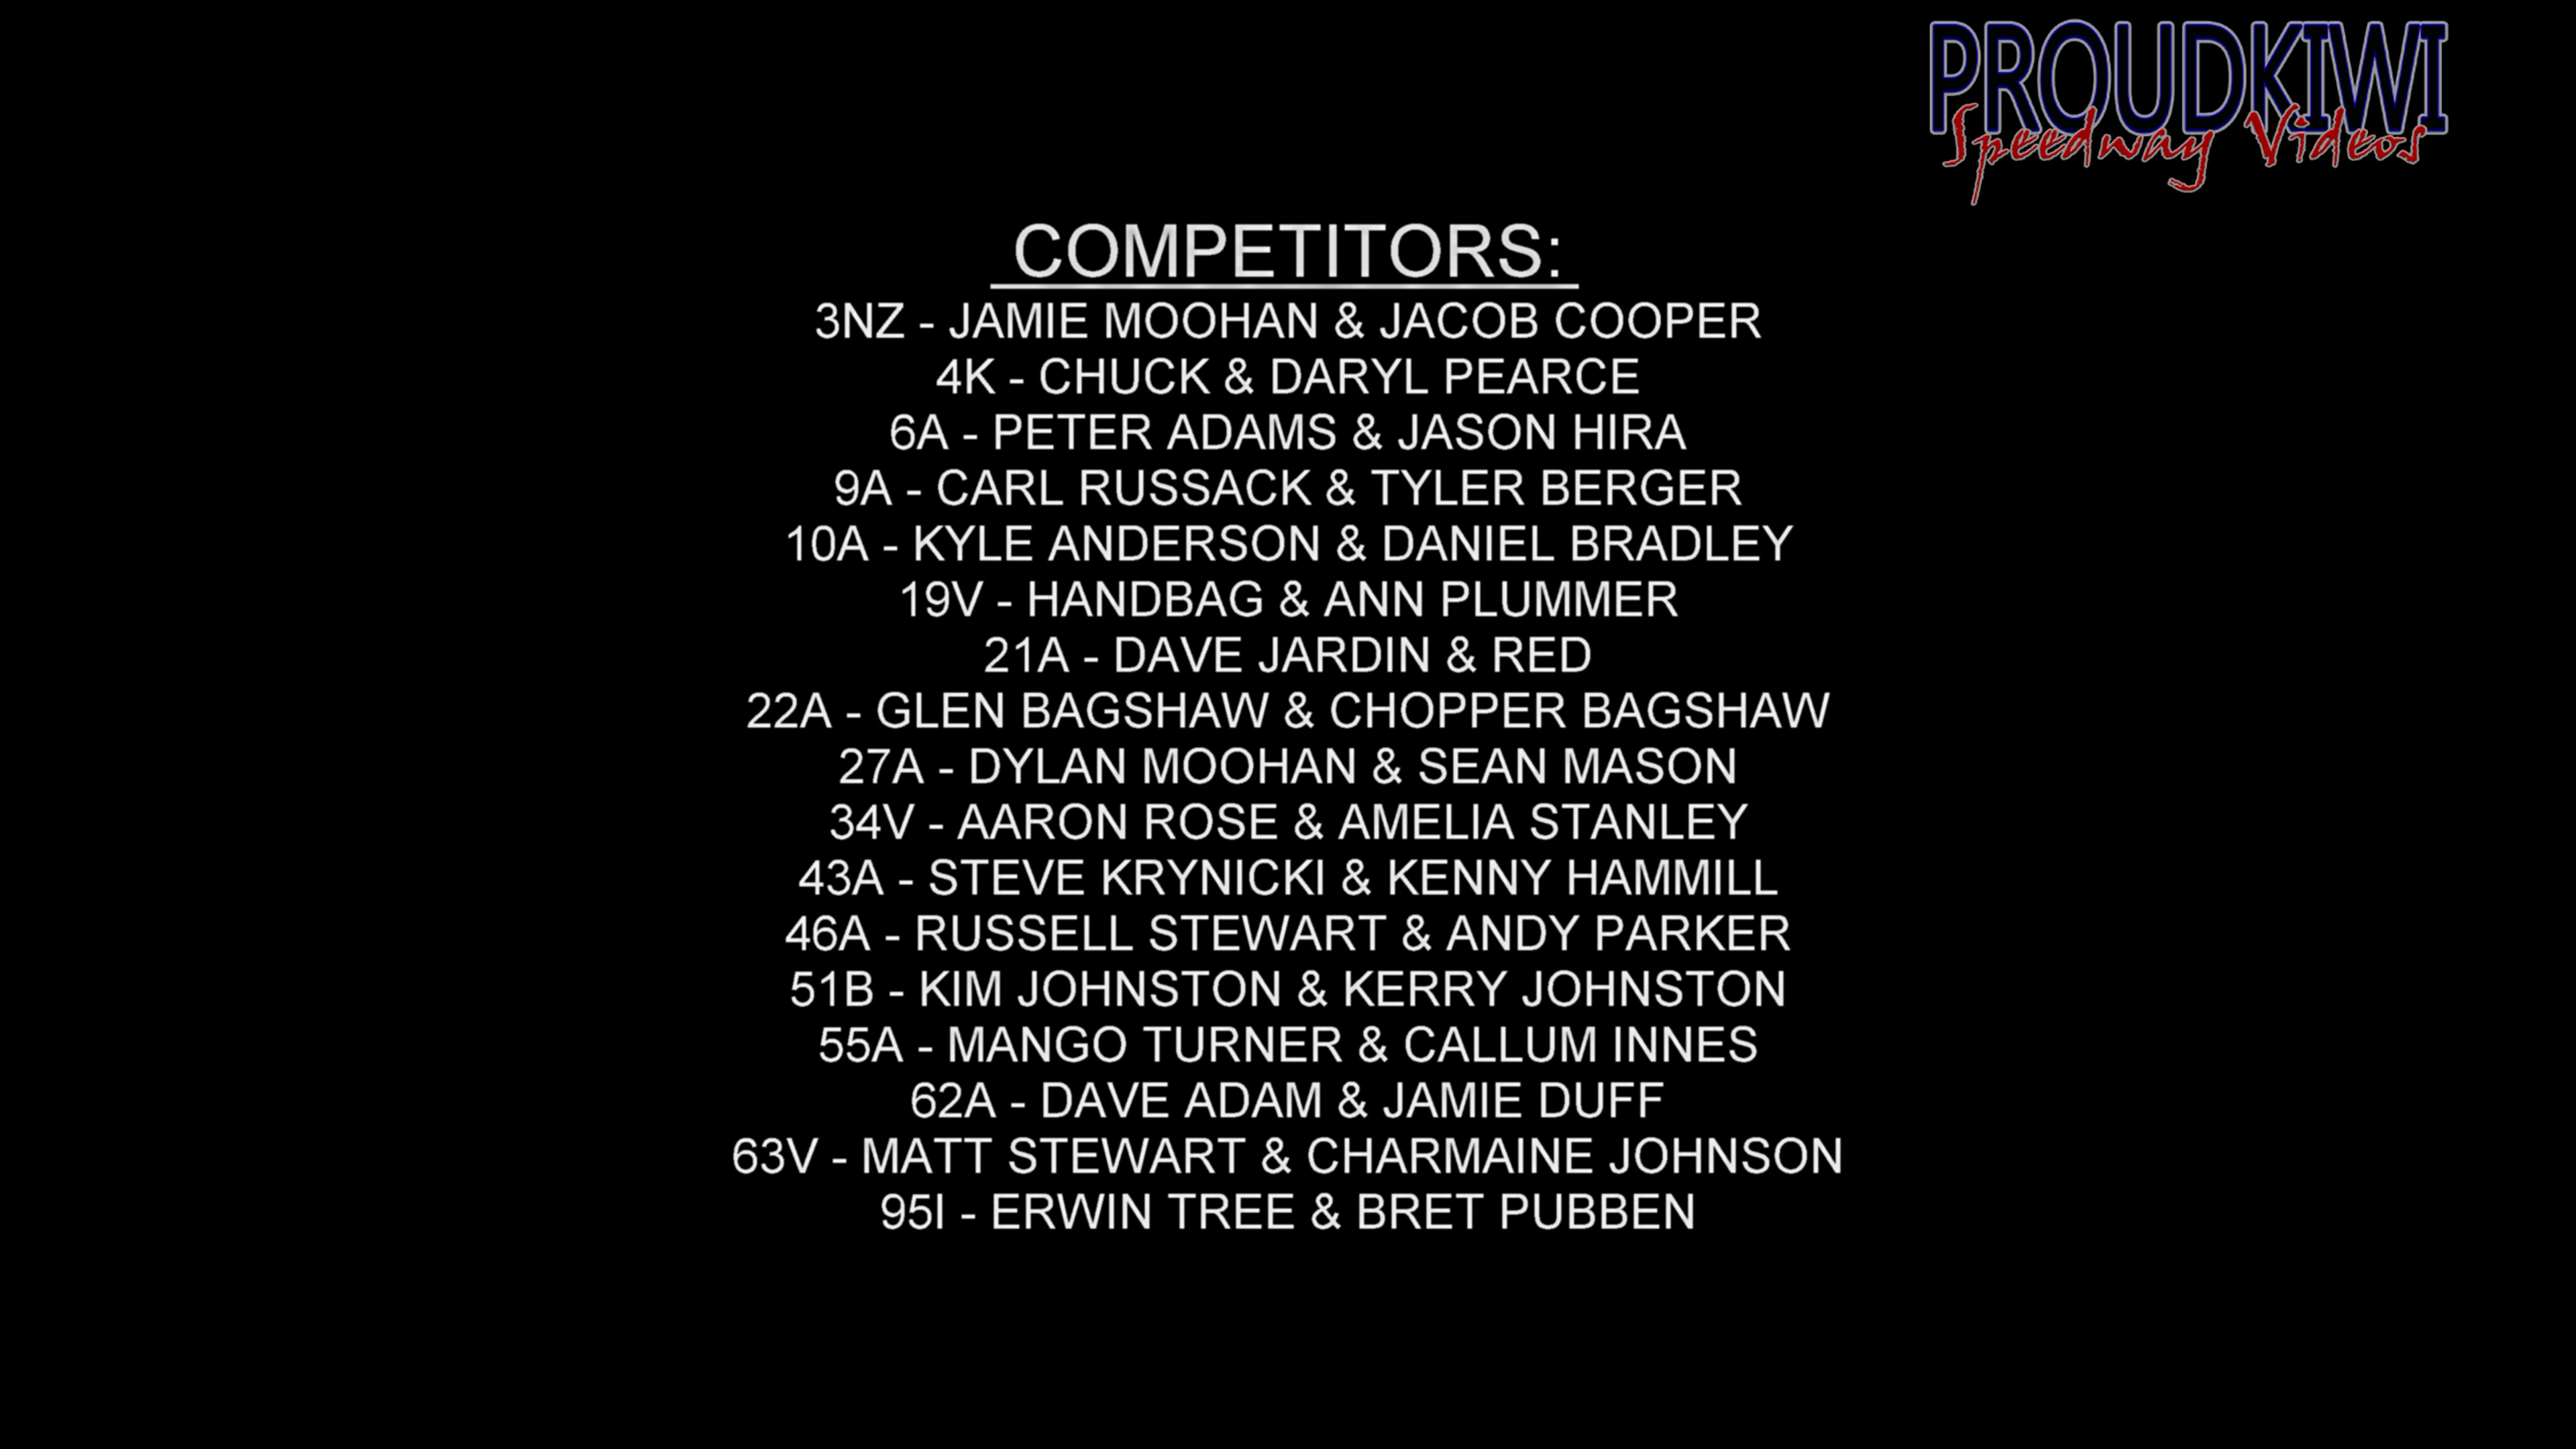 PROUDKIWI
Speedway Videos
COMPETITORS:
3NZ - JAMIE MOOHAN & JACOB COOPER
4K - CHUCK & DARYL PEARCE
6A - PETER ADAMS & JASON HIRA
9A - CARL RUSSACK & TYLER BERGER
10A - KYLE ANDERSON & DANIEL BRADLEY
19V - HANDBAG & ANN PLUMMER
21A - DAVE JARDIN & RED
22A - GLEN BAGSHAW & CHOPPER BAGSHAW
27A - DYLAN MOOHAN & SEAN MASON
34V - AARON ROSE & AMELIA STANLEY
43A - STEVE KRYNICKI & KENNY HAMMILL
46A - RUSSELL STEWART & ANDY PARKER
51B - KIM JOHNSTON & KERRY JOHNSTON
55A - MANGO TURNER & CALLUM INNES
62A - DAVE ADAM & JAMIE DUFF
63V - MATT STEWART & CHARMAINE JOHNSON
95I - ERWIN TREE & BRET PUBBEN